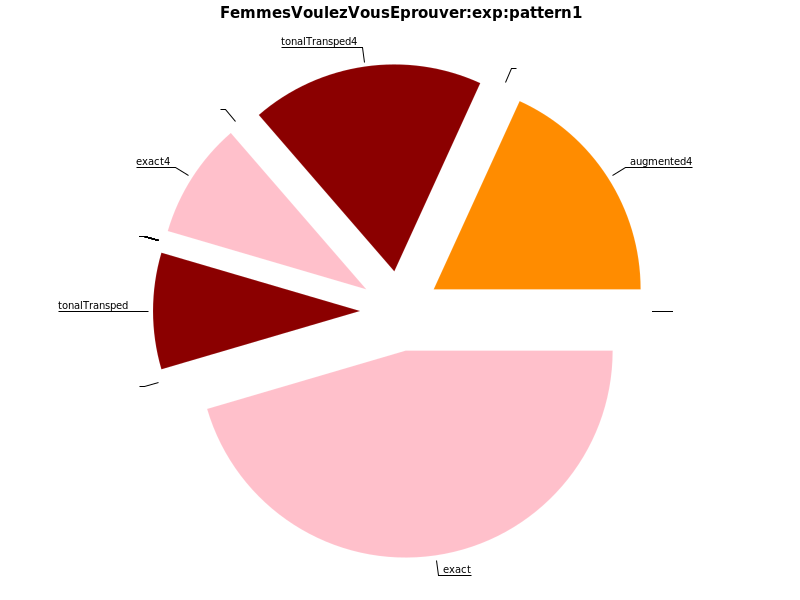 FemmesVoulezVousEprouver:exp:pattern1
tonalTransped4
exact4
augmented4
tonalTransped
exact